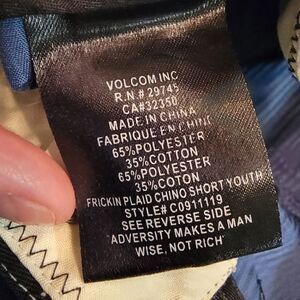 VOLCOM INC
R.N.# 29745
CA#32350
MADE IN CHINA
FABRIQUE EN CHINE
65%POLYESTER
35%COTTON
65%POLYESTER
35%COTON
FRICKIN PLAID CHINO SHORT YOUTH
STYLE# C0911119
SEE REVERSE SIDE
'ADVERSITY MAKES A MAN
WISE, NOT RICH'